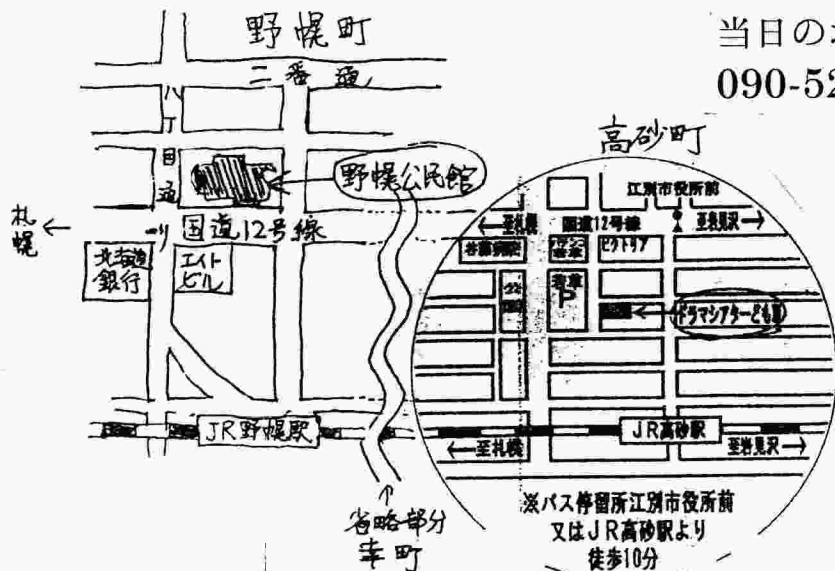 野幌町
二番通
八丁目通り
当日の
090-52
高砂町
野幌公民館
札幌
国道12号線
北海道
銀行
エイト
ビル
JR野幌駅
省略部分
幸町
江別市役所前
至札幌
国道12号線
至岩見沢
谷藤病院
ビクトリア
若草
P
ドラマシアターども
JR高砂駅
至札幌
至岩見沢
※バス停留所江別市役所前
又はJR高砂駅より
徒歩10分